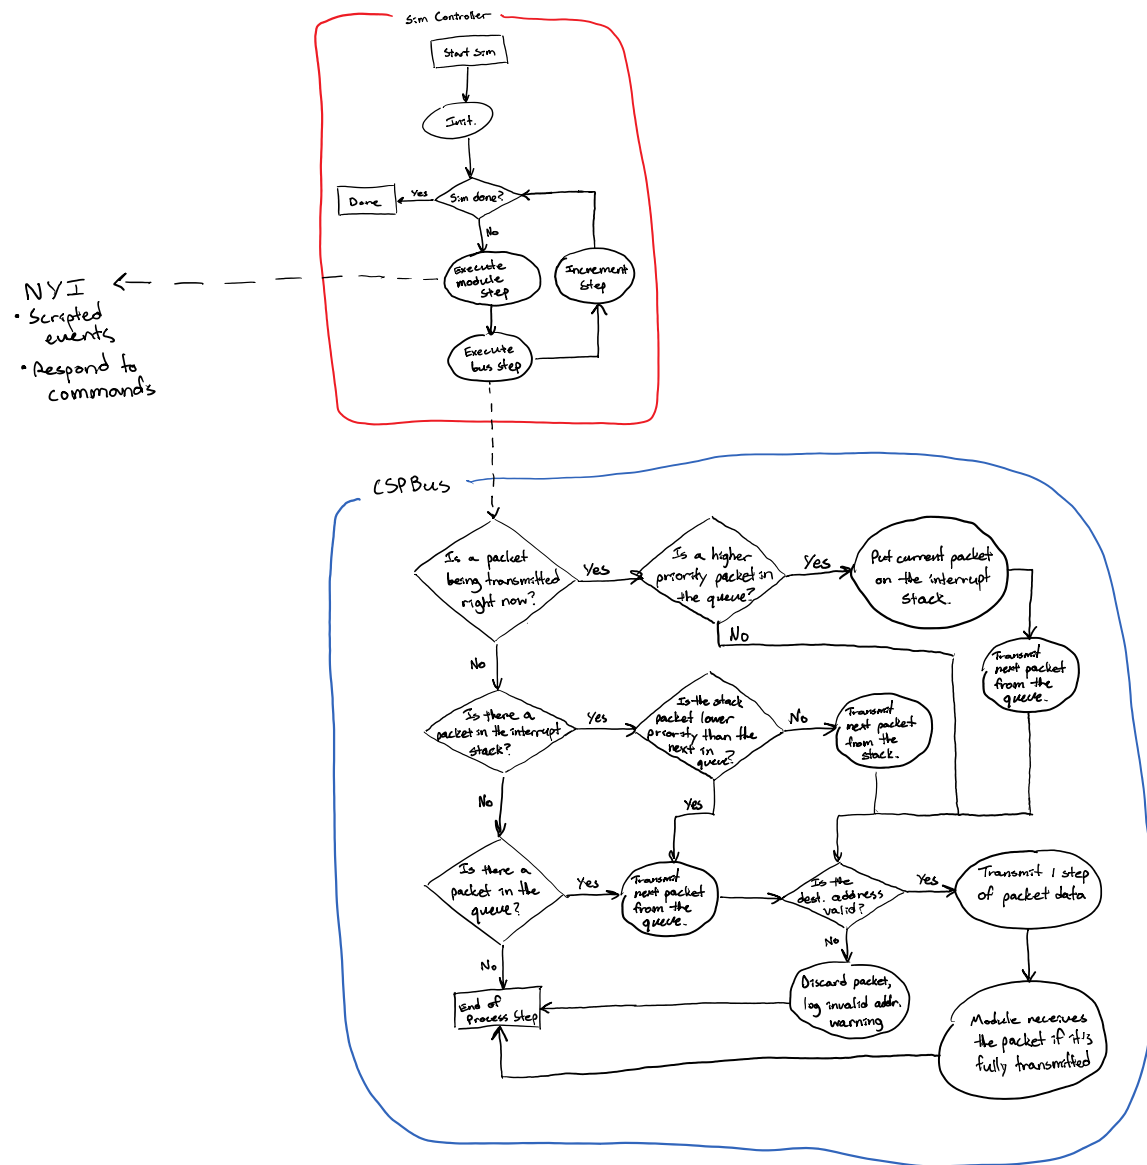 Sim Controller
Start Sim
Init.
Sim done?
Yes
Done
No
Execute
module
step
Increment
Step
Execute
bus step
NYI
• Scripted
events
• Respond to
commands
CSPBus
Is a packet
being transmitted
right now?
Yes
Is a higher
priority packet in
the queue?
Yes
Put current packet
on the interrupt
stack.
No
Transmit
next packet
from the
queue.
No
Is there a
packet in the interrupt
stack?
Yes
Is the stack
packet lower
priority than the
next in
queue?
No
Transmit
next packet
from the
stack.
Yes
No
Is there a
packet in the
queue?
Yes
Transmit
next packet
from the
queue.
Is the
dest. address
valid?
Yes
Transmit 1 step
of packet data
No
No
Discard packet,
log invalid addr.
warning
End of
Process Step
Module receives
the packet if it's
fully transmitted